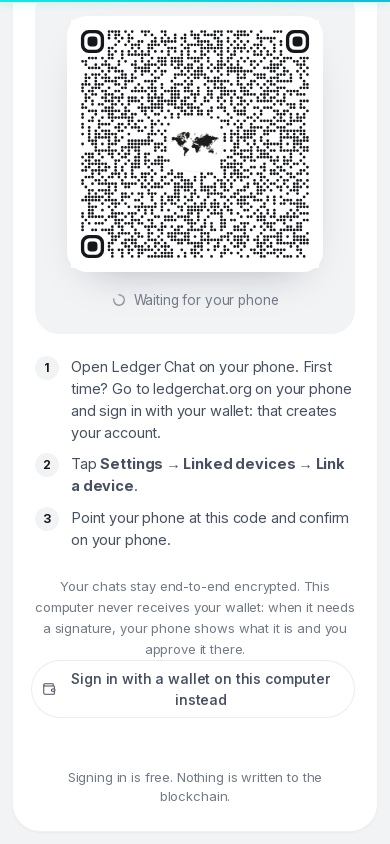 Waiting for your phone
1 Open Ledger Chat on your phone. First
time? Go to ledgerchat.org on your phone
and sign in with your wallet: that creates
your account.
2 Tap Settings → Linked devices → Link
a device.
3 Point your phone at this code and confirm
on your phone.
Your chats stay end-to-end encrypted. This
computer never receives your wallet: when it needs
a signature, your phone shows what it is and you
approve it there.
Sign in with a wallet on this computer
instead
Signing in is free. Nothing is written to the
blockchain.